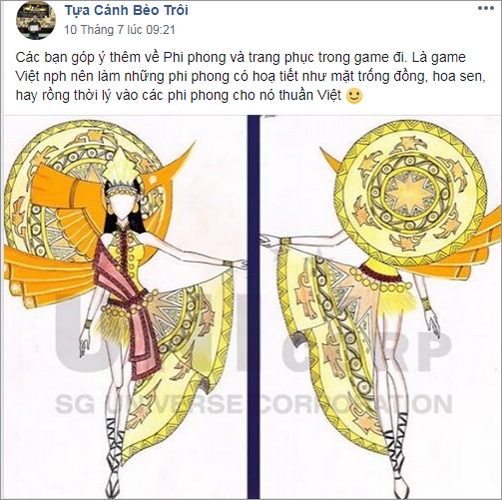 Tựa Cánh Bèo Trôi
10 Tháng 7 lúc 09:21
Các bạn góp ý thêm về Phi phong và trang phục trong game đi. Là game
Việt nph nên làm những phi phong có hoạ tiết như mặt trống đồng, hoa sen,
hay rồng thời lý vào các phi phong cho nó thuần Việt
UNI
CORP
SG UNIVERSE CORPORATION